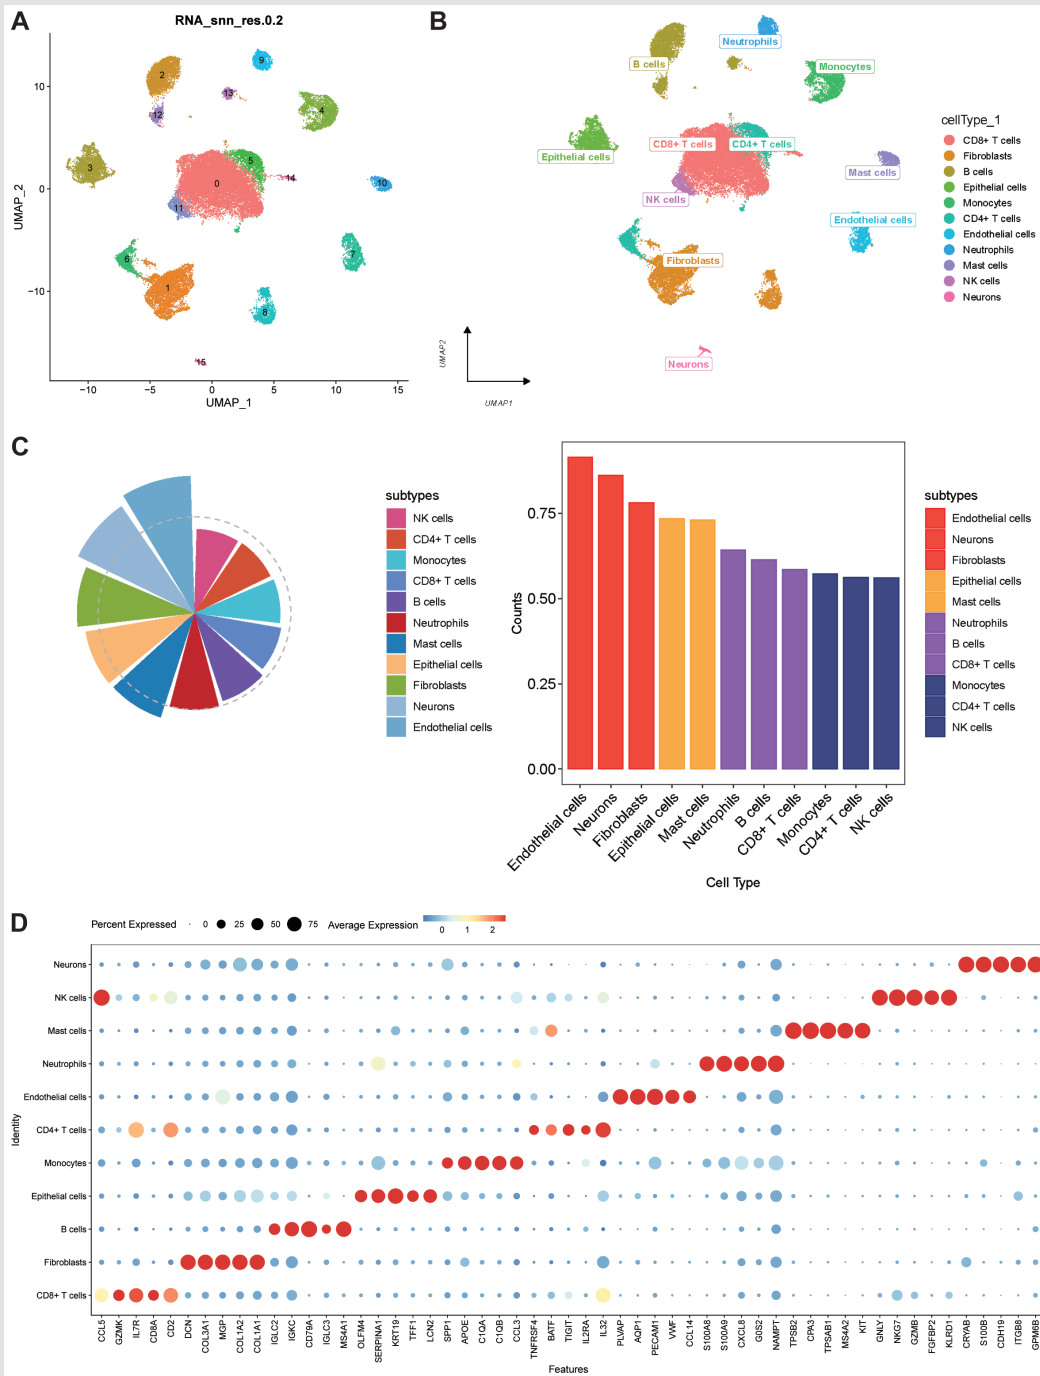 A
RNA_snn_res.0.2
10
0
−10
UMAP_2
−10
−5
0
5
10
15
UMAP_1
0
1
2
3
4
5
6
7
8
9
10
11
12
13
14
15
B
Neutrophils
B cells
Monocytes
CD8+ T cells
CD4+ T cells
Epithelial cells
Mast cells
NK cells
Endothelial cells
Fibroblasts
Neurons
UMAP2
UMAP1
cellType_1
CD8+ T cells
Fibroblasts
B cells
Epithelial cells
Monocytes
CD4+ T cells
Endothelial cells
Neutrophils
Mast cells
NK cells
Neurons
C
subtypes
NK cells
CD4+ T cells
Monocytes
CD8+ T cells
B cells
Neutrophils
Mast cells
Epithelial cells
Fibroblasts
Neurons
Endothelial cells
Counts
0.75
0.50
0.25
0.00
Endothelial cells
Neurons
Fibroblasts
Epithelial cells
Mast cells
Neutrophils
B cells
CD8+ T cells
Monocytes
CD4+ T cells
NK cells
Cell Type
subtypes
Endothelial cells
Neurons
Fibroblasts
Epithelial cells
Mast cells
Neutrophils
B cells
CD8+ T cells
Monocytes
CD4+ T cells
NK cells
D
Percent Expressed 0 25 50 75 Average Expression 0 1 2
Identity
Neurons
NK cells
Mast cells
Neutrophils
Endothelial cells
CD4+ T cells
Monocytes
Epithelial cells
B cells
Fibroblasts
CD8+ T cells
CCL5
GZMK
IL7R
CD8A
CD2
DCN
COL3A1
MGP
COL1A2
COL1A1
IGLC2
IGKC
CD79A
IGLC3
MS4A1
OLFM4
SERPINA1
KRT19
TFF1
LCN2
SPP1
APOE
C1QA
C1QB
CCL3
TNFRSF4
BATF
TIGIT
IL2RA
IL32
PLVAP
AQP1
PECAM1
VWF
CCL14
S100A8
S100A9
CXCL8
G0S2
NAMPT
TPSB2
CPA3
TPSAB1
MS4A2
KIT
GNLY
NKG7
GZMB
FGFBP2
KLRD1
CRYAB
S100B
CDH19
ITGB8
GPM6B
Features